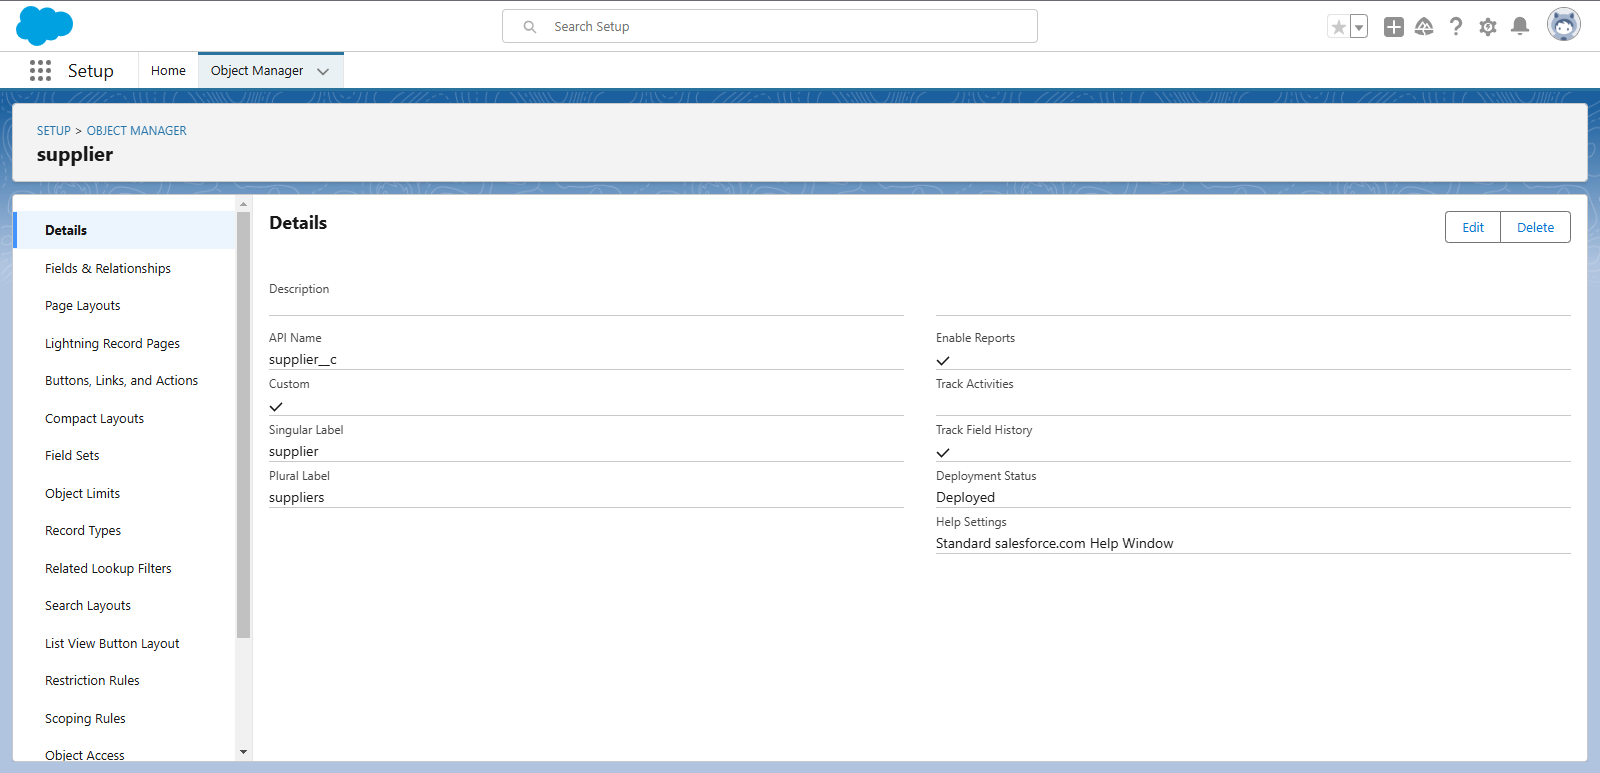 Search Setup
Setup
Home
Object Manager
SETUP > OBJECT MANAGER
supplier
Details
Fields & Relationships
Page Layouts
Lightning Record Pages
Buttons, Links, and Actions
Compact Layouts
Field Sets
Object Limits
Record Types
Related Lookup Filters
Search Layouts
List View Button Layout
Restriction Rules
Scoping Rules
Object Access
Details
Edit
Delete
Description
API Name
supplier__c
Custom
Singular Label
supplier
Plural Label
suppliers
Enable Reports
Track Activities
Track Field History
Deployment Status
Deployed
Help Settings
Standard salesforce.com Help Window